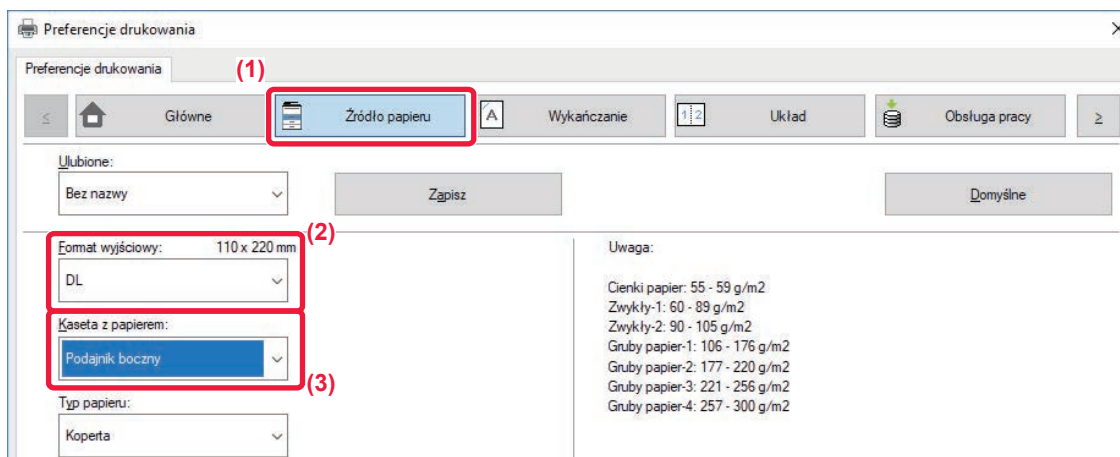 Preferencje drukowania
Preferencje drukowania
(1)
< Główne Źródło papieru A Wykańczanie 1 2 Układ Obsługa pracy >
Ulubione:
Bez nazwy Zapisz Domyślne
(2)
Format wyjściowy: 110 x 220 mm
DL
Kaseta z papierem:
Podajnik boczny
(3)
Typ papieru:
Koperta
Uwaga:
Cienki papier: 55 - 59 g/m2
Zwykły-1: 60 - 89 g/m2
Zwykły-2: 90 - 105 g/m2
Gruby papier-1: 106 - 176 g/m2
Gruby papier-2: 177 - 220 g/m2
Gruby papier-3: 221 - 256 g/m2
Gruby papier-4: 257 - 300 g/m2